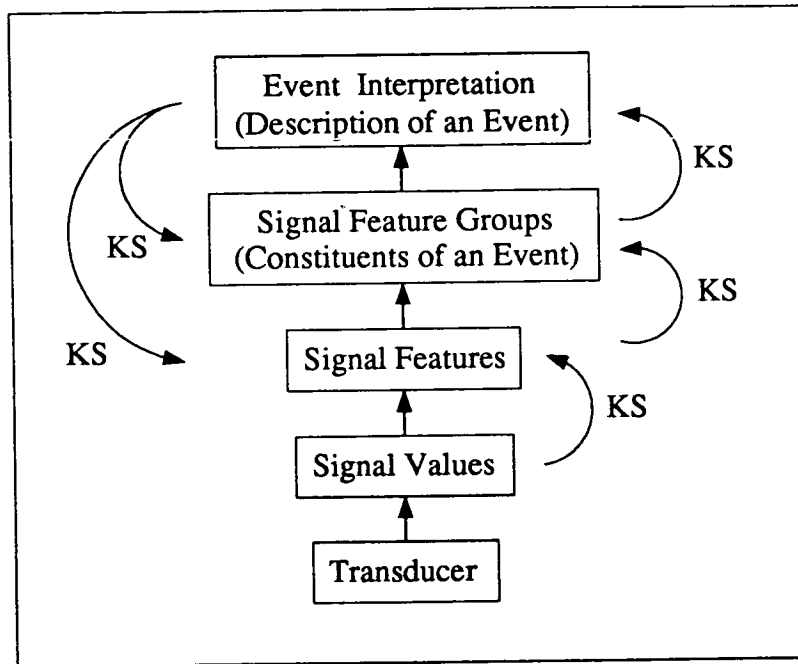 Event Interpretation
(Description of an Event)
KS
Signal Feature Groups
(Constituents of an Event)
KS
KS
KS
Signal Features
KS
Signal Values
Transducer